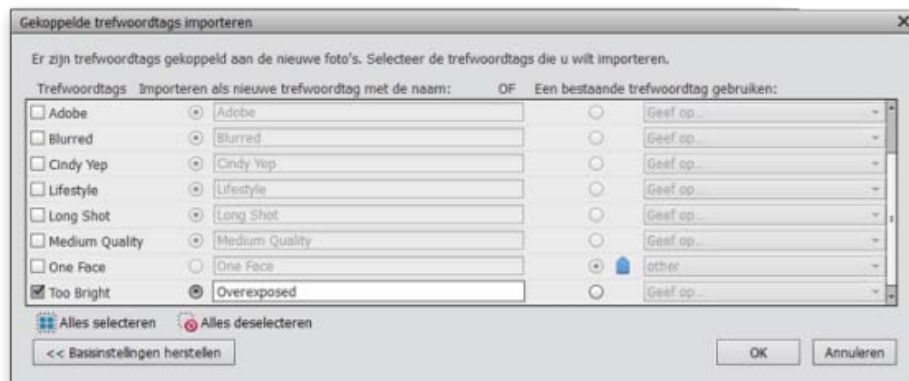 Gekoppelde trefwoordtags importeren
Er zijn trefwoordtags gekoppeld aan de nieuwe foto's. Selecteer de trefwoordtags die u wilt importeren.
Trefwoordtags Importeren als nieuwe trefwoordtag met de naam: OF Een bestaande trefwoordtag gebruiken:
Adobe Adobe Geef op...
Blurred Blurred Geef op...
Cindy Yep Cindy Yep Geef op...
Lifestyle Lifestyle Geef op...
Long Shot Long Shot Geef op...
Medium Quality Medium Quality Geef op...
One Face One Face other
Too Bright Overexposed Geef op...
Alles selecteren Alles deselecteren
<< Basisinstellingen herstellen OK Annuleren